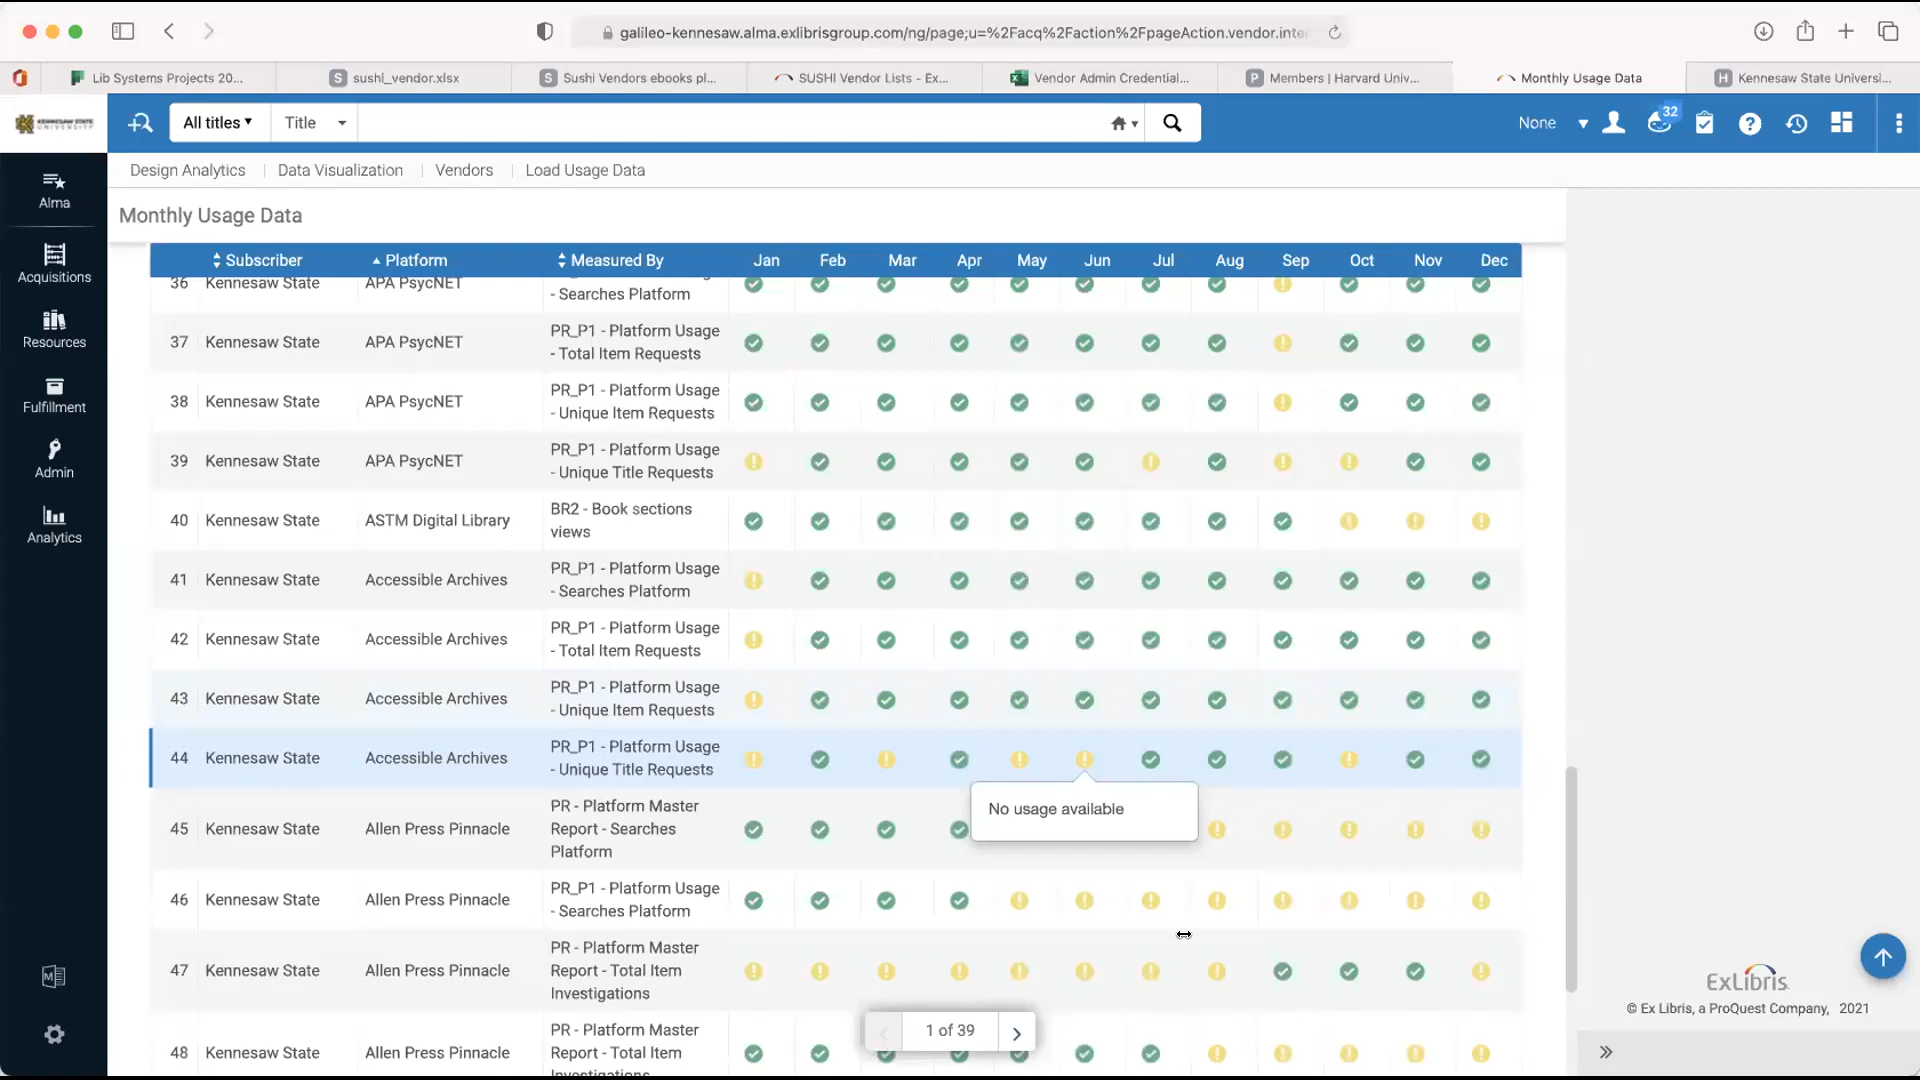 galileo-kennesaw.alma.exlibrisgroup.com/ng/page;u=%2Facq%2Faction%2FpageAction.vendor.inte
Lib Systems Projects 20...
S sushi_vendor.xlsx
S Sushi Vendors ebooks pl...
SUSHI Vendor Lists - Ex...
Vendor Admin Credential...
P Members | Harvard Univ...
Monthly Usage Data
H Kennesaw State Universi...
KENNESAW STATE
UNIVERSITY
All titles
Title
None
32
Design Analytics
Data Visualization
Vendors
Load Usage Data
Alma
Acquisitions
Resources
Fulfillment
Admin
Analytics
Monthly Usage Data
Subscriber Platform Measured By Jan Feb Mar Apr May Jun Jul Aug Sep Oct Nov Dec
36 Kennesaw State APA PsycNET
- Searches Platform
37 Kennesaw State APA PsycNET PR_P1 - Platform Usage
- Total Item Requests
38 Kennesaw State APA PsycNET PR_P1 - Platform Usage
- Unique Item Requests
39 Kennesaw State APA PsycNET PR_P1 - Platform Usage
- Unique Title Requests
40 Kennesaw State ASTM Digital Library BR2 - Book sections
views
41 Kennesaw State Accessible Archives PR_P1 - Platform Usage
- Searches Platform
42 Kennesaw State Accessible Archives PR_P1 - Platform Usage
- Total Item Requests
43 Kennesaw State Accessible Archives PR_P1 - Platform Usage
- Unique Item Requests
44 Kennesaw State Accessible Archives PR_P1 - Platform Usage
- Unique Title Requests
No usage available
45 Kennesaw State Allen Press Pinnacle PR - Platform Master
Report - Searches
Platform
46 Kennesaw State Allen Press Pinnacle PR_P1 - Platform Usage
- Searches Platform
47 Kennesaw State Allen Press Pinnacle PR - Platform Master
Report - Total Item
Investigations
48 Kennesaw State Allen Press Pinnacle PR - Platform Master
Report - Total Item
Investigations
1 of 39
ExLibris
© Ex Libris, a ProQuest Company, 2021